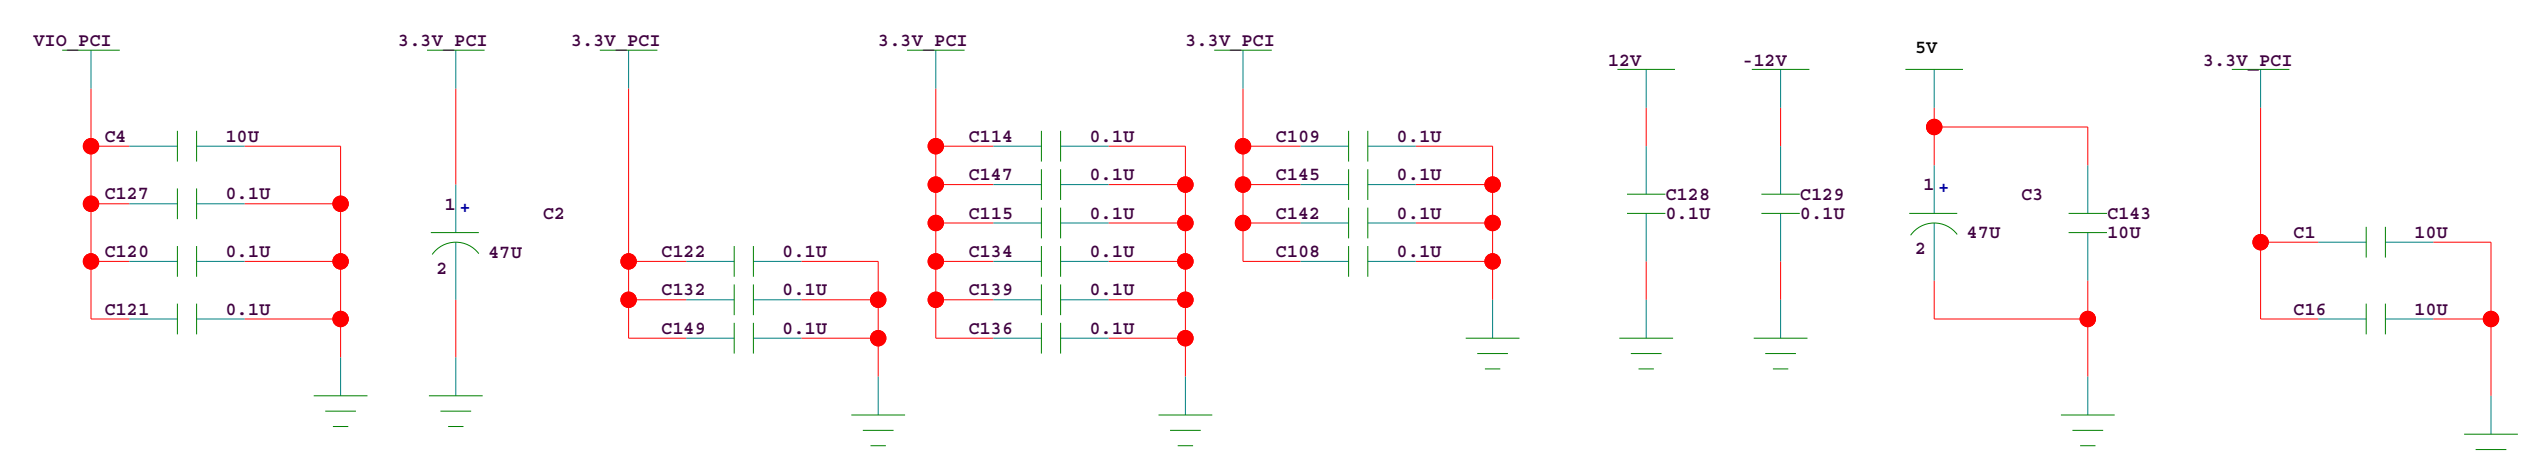 VIO_PCI
C4 10U
C127 0.1U
C120 0.1U
C121 0.1U
3.3V_PCI
1 +
C2
47U
2
3.3V_PCI
C122 0.1U
C132 0.1U
C149 0.1U
3.3V_PCI
C114 0.1U
C147 0.1U
C115 0.1U
C134 0.1U
C139 0.1U
C136 0.1U
3.3V_PCI
C109 0.1U
C145 0.1U
C142 0.1U
C108 0.1U
12V
C128
0.1U
-12V
C129
0.1U
5V
1 +
C3
47U
2
C143
10U
3.3V_PCI
C1 10U
C16 10U